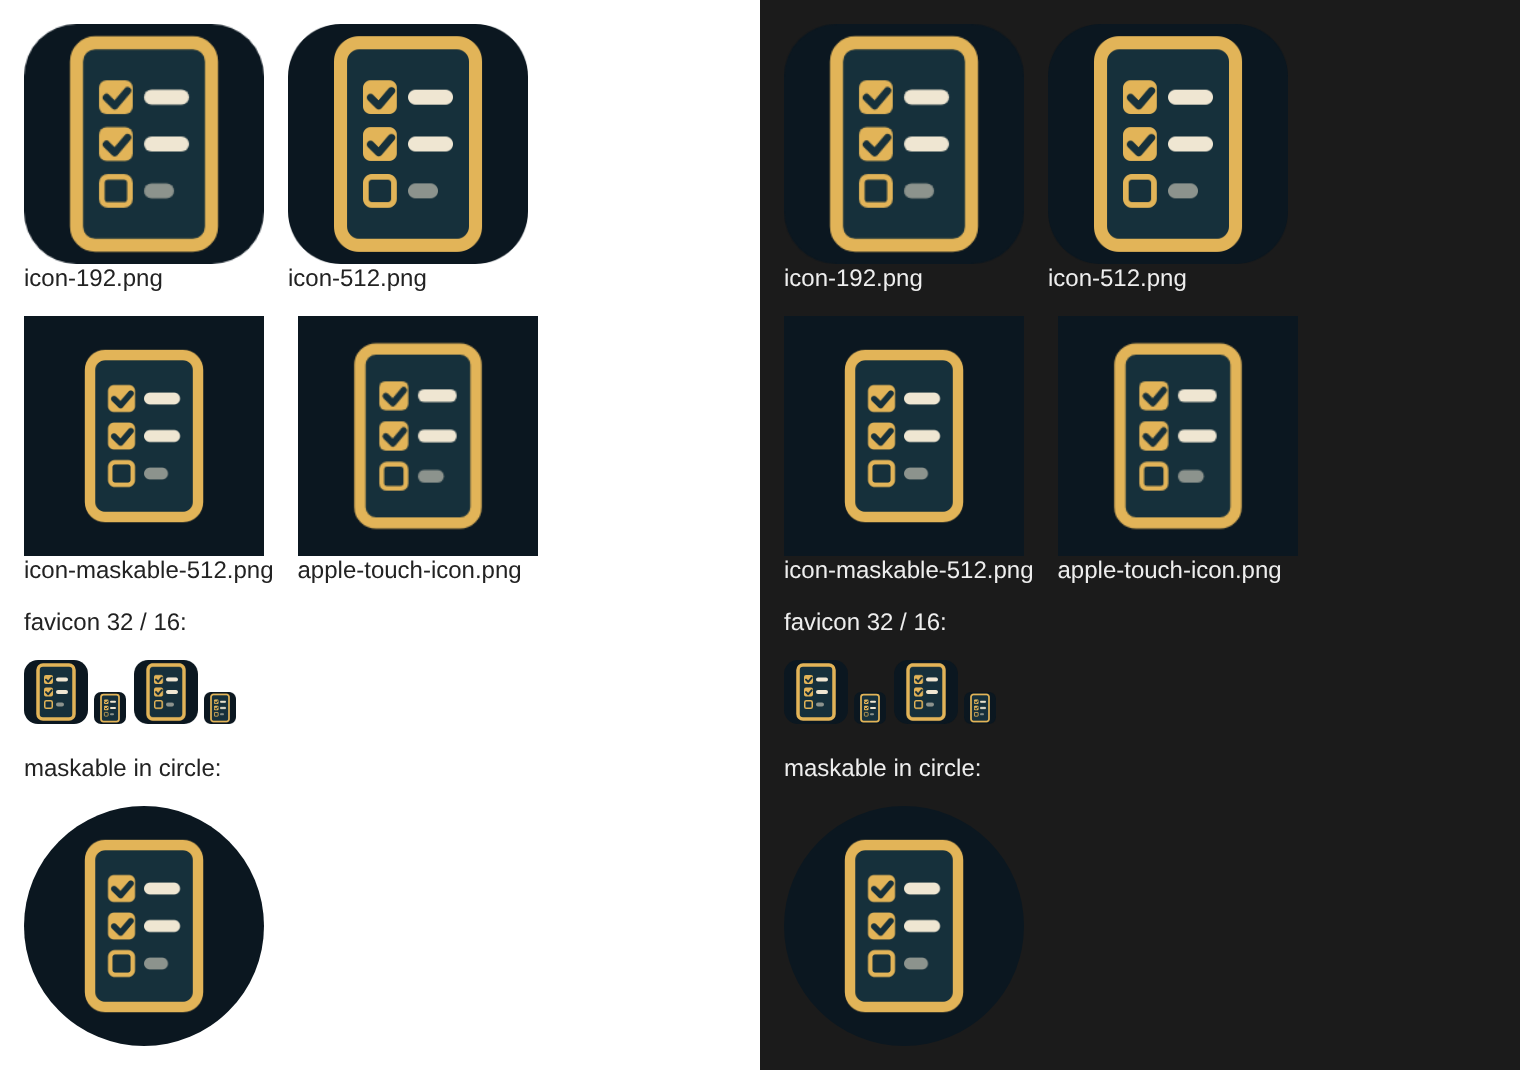 icon-192.png
icon-512.png
icon-maskable-512.png
apple-touch-icon.png
favicon 32 / 16:
maskable in circle:
icon-192.png
icon-512.png
icon-maskable-512.png
apple-touch-icon.png
favicon 32 / 16:
maskable in circle: